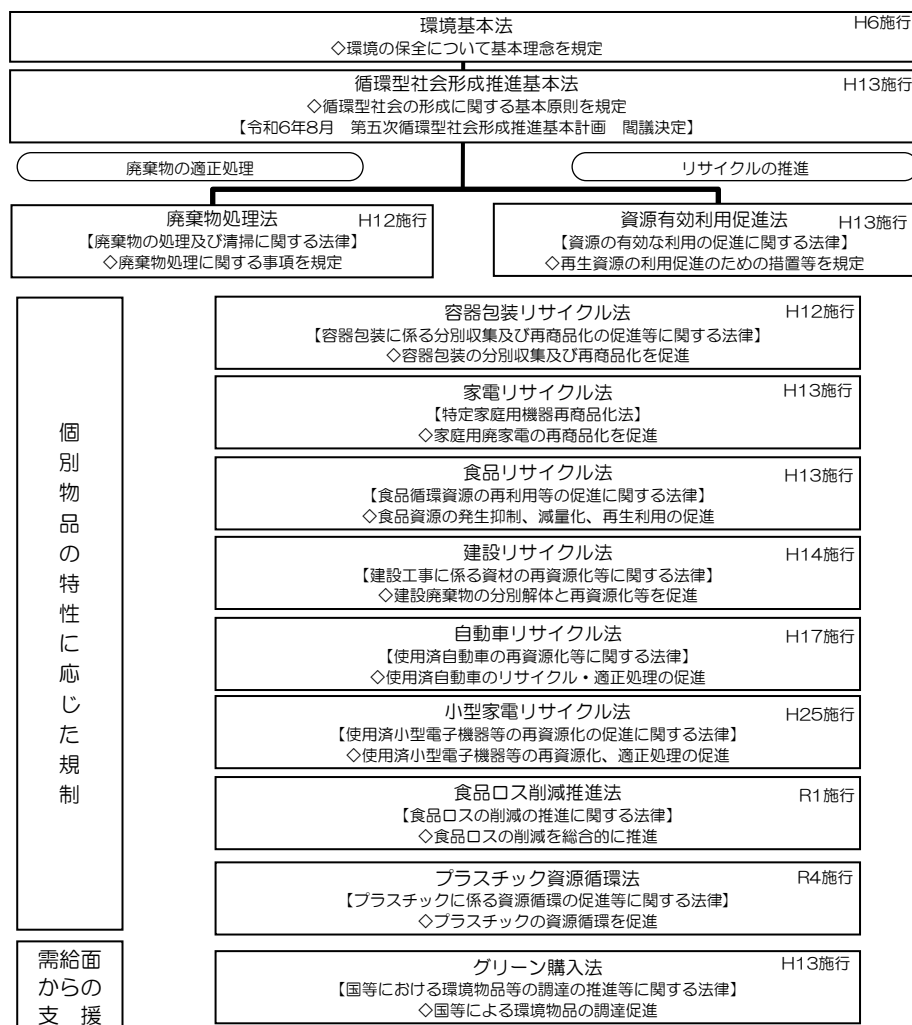 環境基本法 H6施行
◇環境の保全について基本理念を規定
循環型社会形成推進基本法 H13施行
◇循環型社会の形成に関する基本原則を規定
【令和6年8月　第五次循環型社会形成推進基本計画　閣議決定】
廃棄物の適正処理
リサイクルの推進
廃棄物処理法 H12施行
【廃棄物の処理及び清掃に関する法律】
◇廃棄物処理に関する事項を規定
資源有効利用促進法 H13施行
【資源の有効な利用の促進に関する法律】
◇再生資源の利用促進のための措置等を規定
個別物品の特性に応じた規制
容器包装リサイクル法 H12施行
【容器包装に係る分別収集及び再商品化の促進等に関する法律】
◇容器包装の分別収集及び再商品化を促進
家電リサイクル法 H13施行
【特定家庭用機器再商品化法】
◇家庭用廃家電の再商品化を促進
食品リサイクル法 H13施行
【食品循環資源の再利用等の促進に関する法律】
◇食品資源の発生抑制、減量化、再生利用の促進
建設リサイクル法 H14施行
【建設工事に係る資材の再資源化等に関する法律】
◇建設廃棄物の分別解体と再資源化等を促進
自動車リサイクル法 H17施行
【使用済自動車の再資源化等に関する法律】
◇使用済自動車のリサイクル・適正処理の促進
小型家電リサイクル法 H25施行
【使用済小型電子機器等の再資源化の促進に関する法律】
◇使用済小型電子機器等の再資源化、適正処理の促進
食品ロス削減推進法 R1施行
【食品ロスの削減の推進に関する法律】
◇食品ロスの削減を総合的に推進
プラスチック資源循環法 R4施行
【プラスチックに係る資源循環の促進等に関する法律】
◇プラスチックの資源循環を促進
需給面
からの
支　援
グリーン購入法 H13施行
【国等における環境物品等の調達の推進等に関する法律】
◇国等による環境物品の調達促進